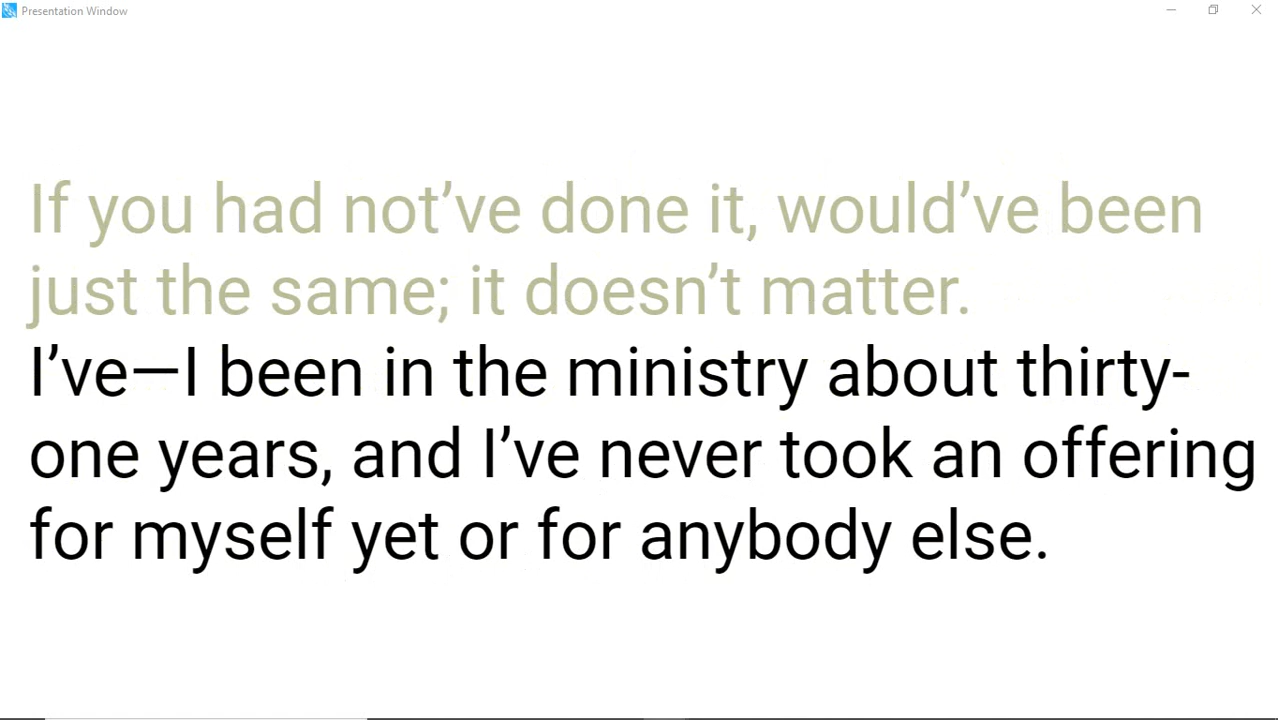 Presentation Window
If you had not’ve done it, would’ve been
just the same; it doesn’t matter.
I’ve—I been in the ministry about thirty-
one years, and I’ve never took an offering
for myself yet or for anybody else.